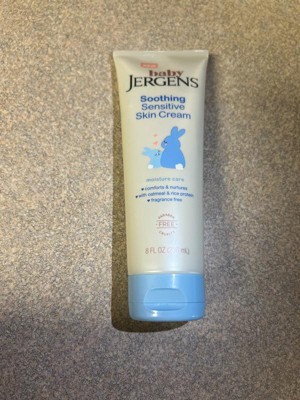 baby
JERGENS
Soothing
Sensitive
Skin Cream
moisture care
• comforts & nurtures
• with oatmeal & rice protein
• fragrance free
FREE
8 FL OZ mL)